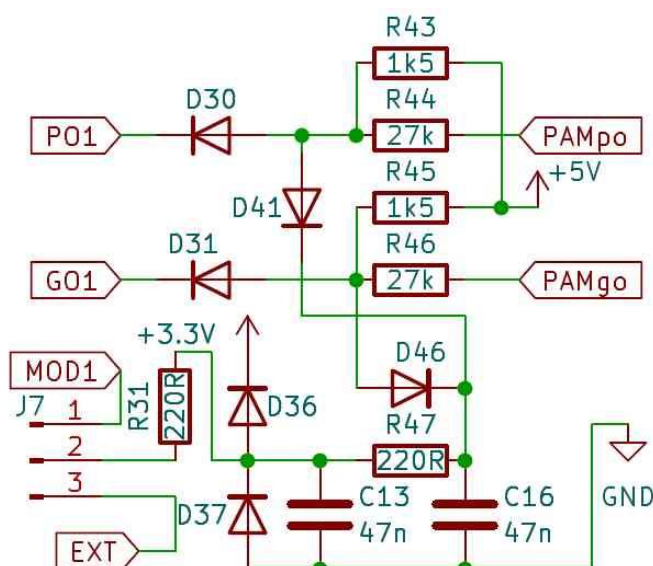 R43
1k5
D30
R44
PO1
27k
PAMpo
R45
+5V
D41
1k5
D31
R46
GO1
27k
PAMgo
+3.3V
D46
MOD1
D36
R31
220R
J7
1
R47
2
220R
3
C13
C16
GND
D37
47n
47n
EXT